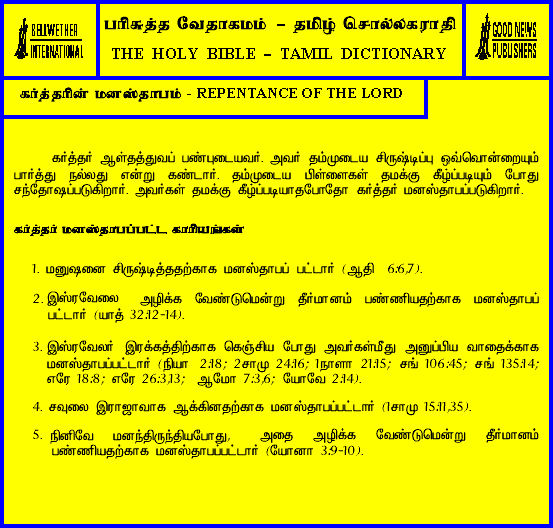 BELLWETHER
INTERNATIONAL
பரிசுத்த வேதாகமம் – தமிழ் சொல்லகராதி
THE HOLY BIBLE – TAMIL DICTIONARY
GOOD NEWS
PUBLISHERS
கர்த்தரின் மனஸ்தாபம் - REPENTANCE OF THE LORD
கர்த்தர் ஆள்தத்துவப் பண்புடையவர். அவர் தம்முடைய சிருஷ்டிப்பு ஒவ்வொன்றையும்
பார்த்து நல்லது என்று கண்டார். தம்முடைய பிள்ளைகள் தமக்கு கீழ்ப்படியும் போது
சந்தோஷப்படுகிறார். அவர்கள் தமக்கு கீழ்ப்படியாதபோதோ கர்த்தர் மனஸ்தாபப்படுகிறார்.
கர்த்தர் மனஸ்தாபப்பட்ட காரியங்கள்
1. மனுஷனை சிருஷ்டித்ததற்காக மனஸ்தாபப் பட்டார் (ஆதி 6:6,7).
2. இஸ்ரவேலை அழிக்க வேண்டுமென்று தீர்மானம் பண்ணியதற்காக மனஸ்தாபப்
பட்டார் (யாத் 32:12-14).
3. இஸ்ரவேலர் இரக்கத்திற்காக கெஞ்சிய போது அவர்கள்மீது அனுப்பிய வாதைக்காக
மனஸ்தாபப்பட்டார் (நியா 2:18; 2சாமு 24:16; 1நாளா 21:15; சங் 106:45; சங் 135:14;
எரே 18:8; எரே 26:3,13; ஆமோ 7:3,6; யோவே 2:14).
4. சவுலை இராஜாவாக ஆக்கினதற்காக மனஸ்தாபப்பட்டார் (1சாமு 15:11,35).
5. நினிவே மனந்திருந்தியபோது, அதை அழிக்க வேண்டுமென்று தீர்மானம்
பண்ணியதற்காக மனஸ்தாபப்பட்டார் (யோனா 3:9-10).